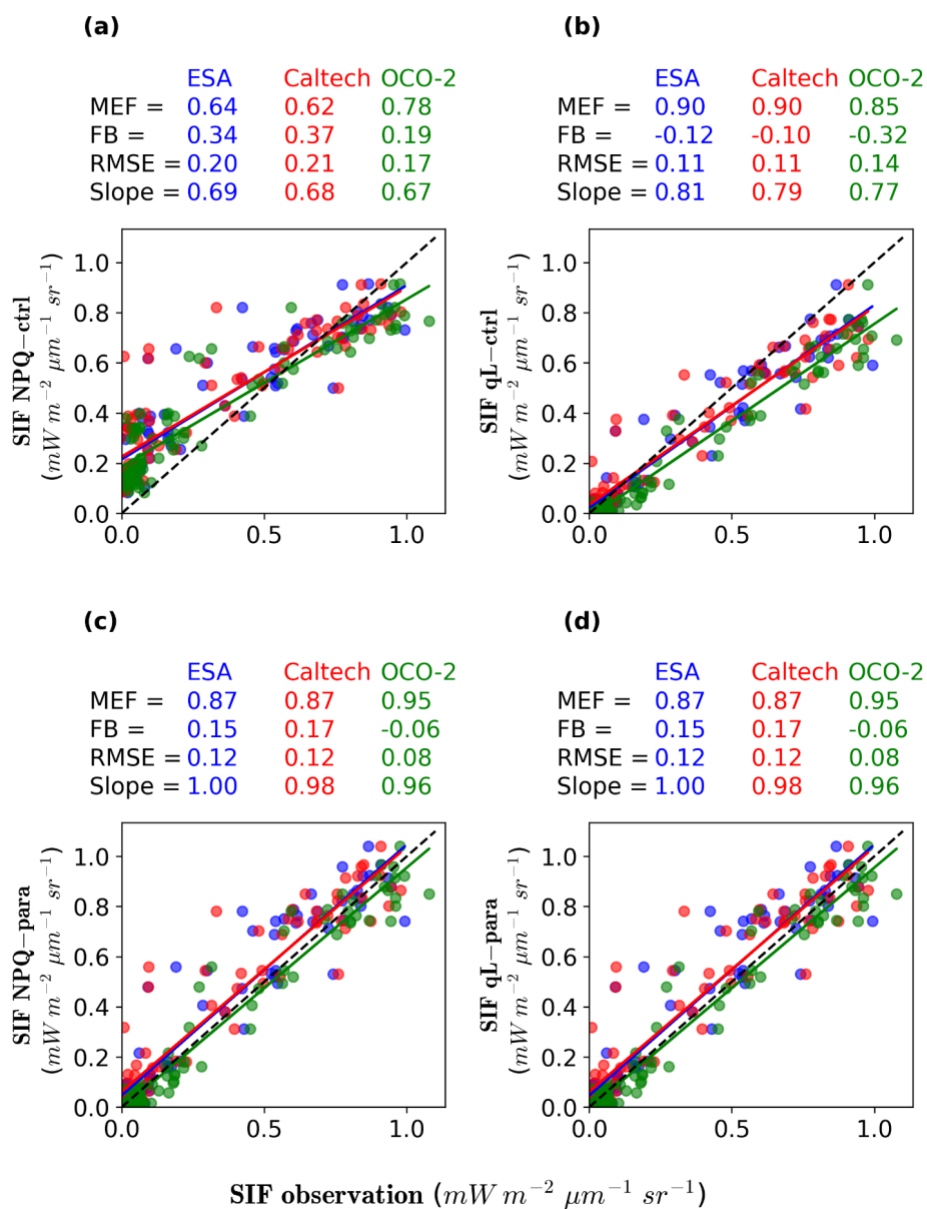 (a)
ESA Caltech OCO-2
MEF = 0.64 0.62 0.78
FB = 0.34 0.37 0.19
RMSE = 0.20 0.21 0.17
Slope = 0.69 0.68 0.67
SIF NPQ−ctrl
(mW m⁻² μm⁻¹ sr⁻¹)
1.0
0.8
0.6
0.4
0.2
0.0
0.0 0.5 1.0
(b)
ESA Caltech OCO-2
MEF = 0.90 0.90 0.85
FB = -0.12 -0.10 -0.32
RMSE = 0.11 0.11 0.14
Slope = 0.81 0.79 0.77
SIF qL−ctrl
(mW m⁻² μm⁻¹ sr⁻¹)
1.0
0.8
0.6
0.4
0.2
0.0
0.0 0.5 1.0
(c)
ESA Caltech OCO-2
MEF = 0.87 0.87 0.95
FB = 0.15 0.17 -0.06
RMSE = 0.12 0.12 0.08
Slope = 1.00 0.98 0.96
SIF NPQ−para
(mW m⁻² μm⁻¹ sr⁻¹)
1.0
0.8
0.6
0.4
0.2
0.0
0.0 0.5 1.0
(d)
ESA Caltech OCO-2
MEF = 0.87 0.87 0.95
FB = 0.15 0.17 -0.06
RMSE = 0.12 0.12 0.08
Slope = 1.00 0.98 0.96
SIF qL−para
(mW m⁻² μm⁻¹ sr⁻¹)
1.0
0.8
0.6
0.4
0.2
0.0
0.0 0.5 1.0
SIF observation (mW m⁻² μm⁻¹ sr⁻¹)